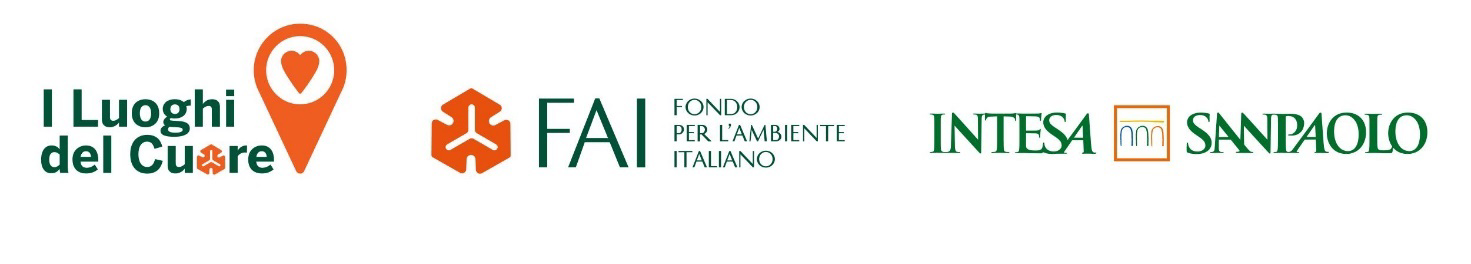 I Luoghi
del Cuore
FAI
FONDO
PER L'AMBIENTE
ITALIANO
INTESA SANPAOLO